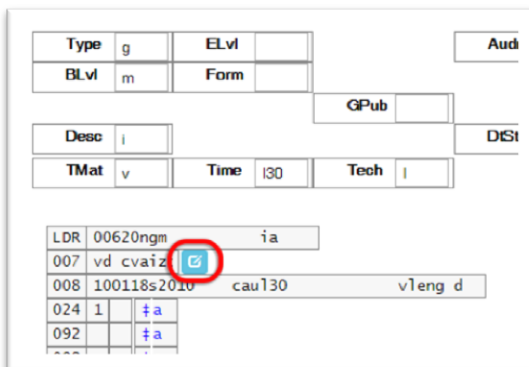 Type g ELvl Audi
BLvl m Form
GPub
Desc i DtSt
TMat v Time l30 Tech l
LDR 00620ngm ia
007 vd cvaiz
008 100118s2010 caul30 vleng d
024 1 ‡a
092 ‡a